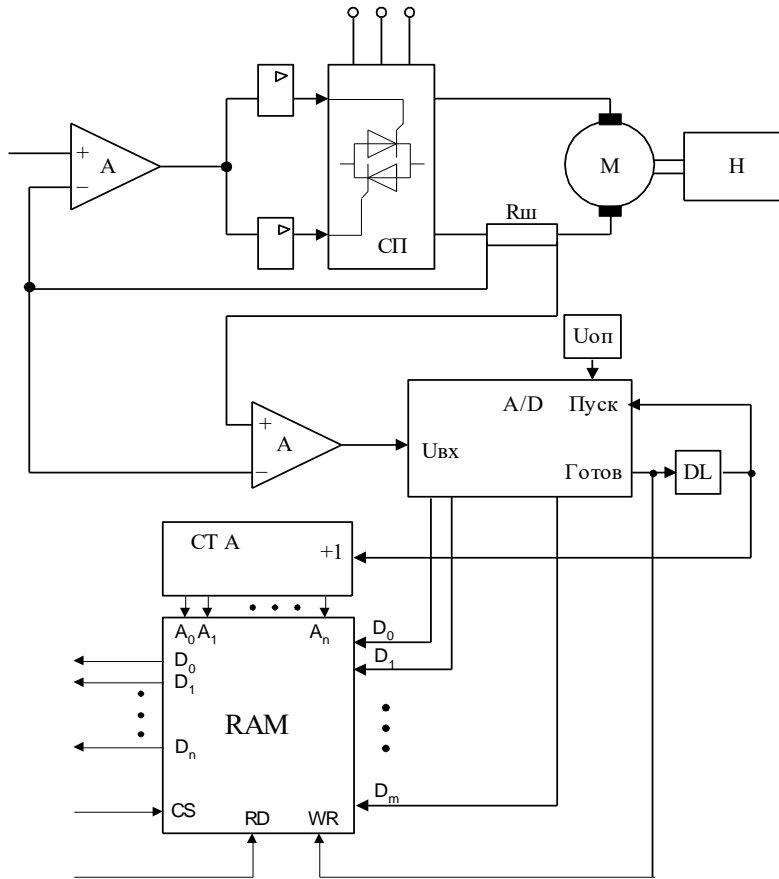 +
A
−
СП
М
Н
Rш
Uоп
A/D Пуск
+
A
−
Uвх
Готов
DL
СТ А
+1
A0 A1 An
D0
D0
D1
D1
RAM
Dn
Dm
CS
RD WR